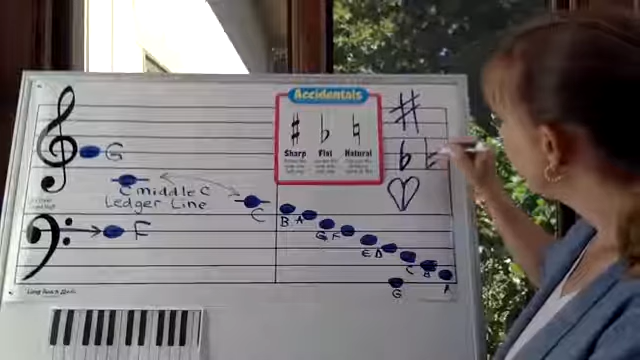 Accidentals
Sharp Flat Natural
G
C middle C
Ledger Line
C
B A G F E D C B A
G
F